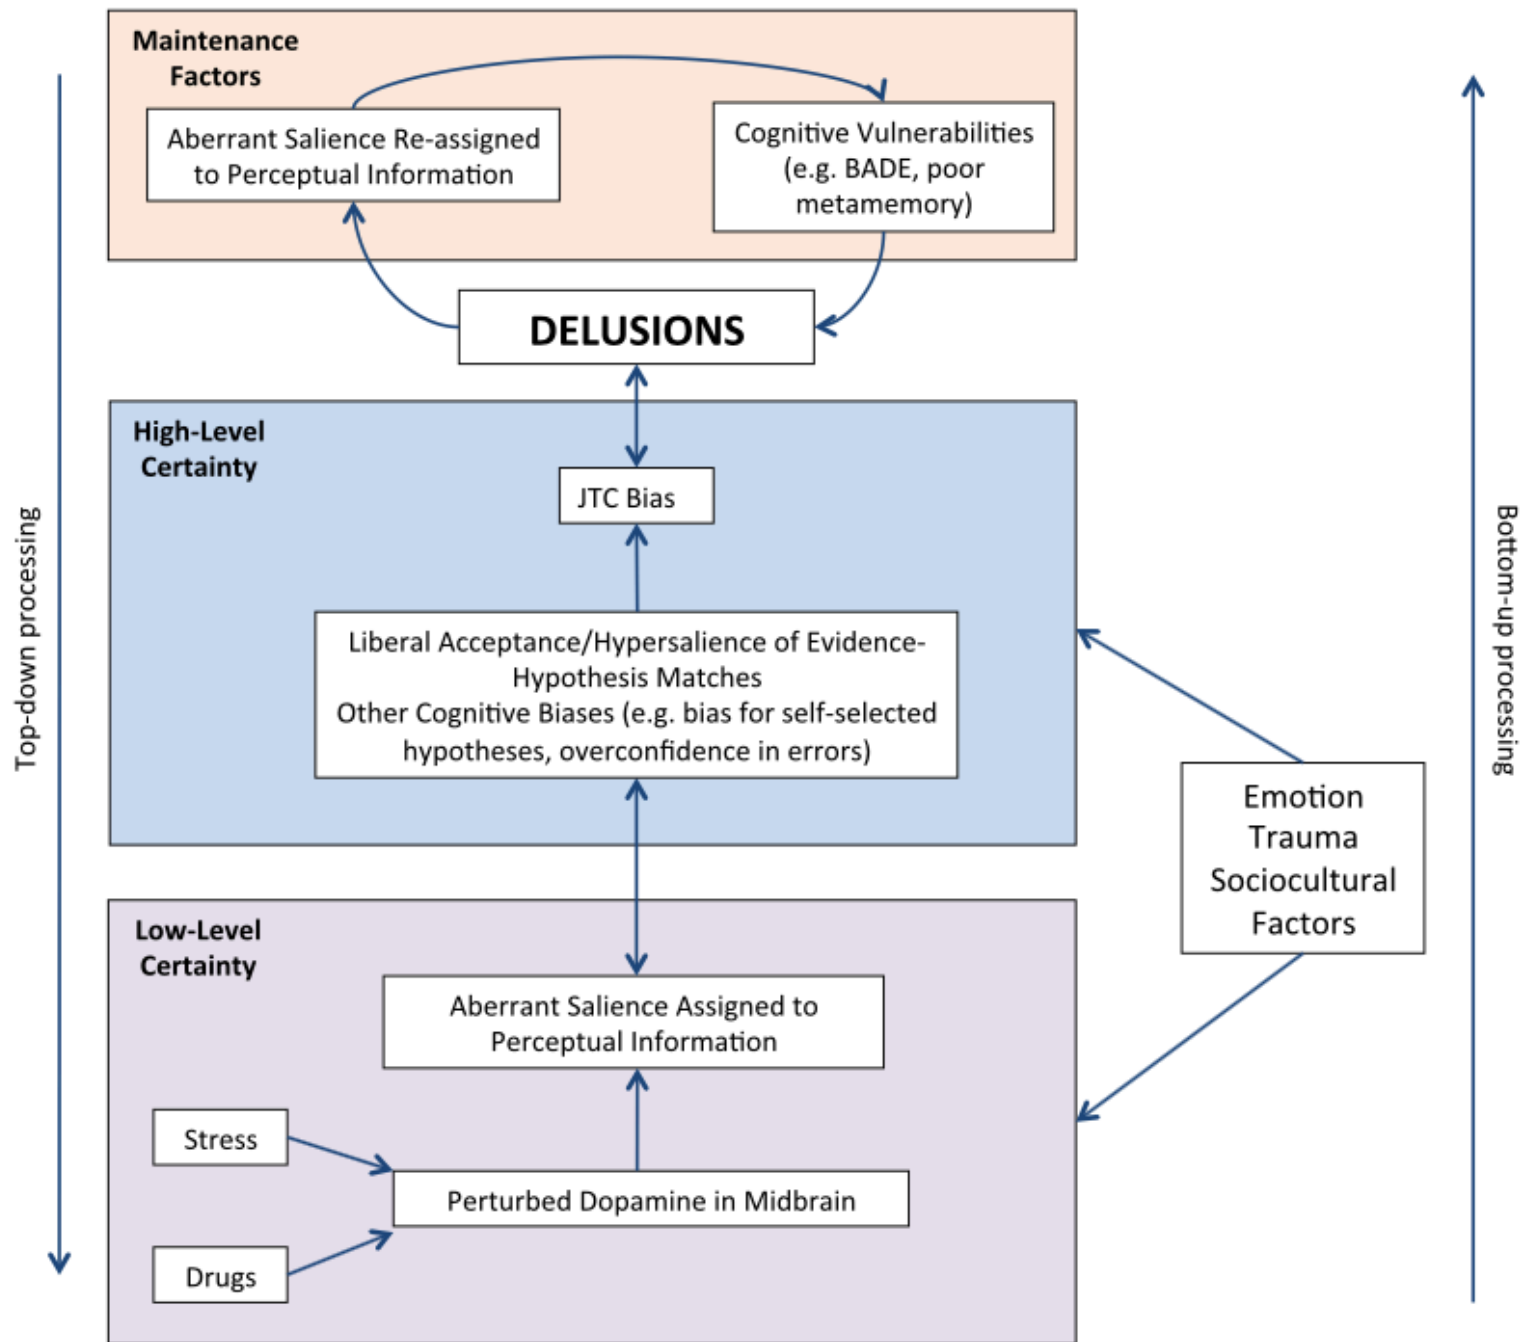 Maintenance
Factors
Aberrant Salience Re-assigned
to Perceptual Information
Cognitive Vulnerabilities
(e.g. BADE, poor
metamemory)
DELUSIONS
High-Level
Certainty
JTC Bias
Liberal Acceptance/Hypersalience of Evidence-
Hypothesis Matches
Other Cognitive Biases (e.g. bias for self-selected
hypotheses, overconfidence in errors)
Low-Level
Certainty
Aberrant Salience Assigned to
Perceptual Information
Stress
Perturbed Dopamine in Midbrain
Drugs
Emotion
Trauma
Sociocultural
Factors
Top-down processing
Bottom-up processing